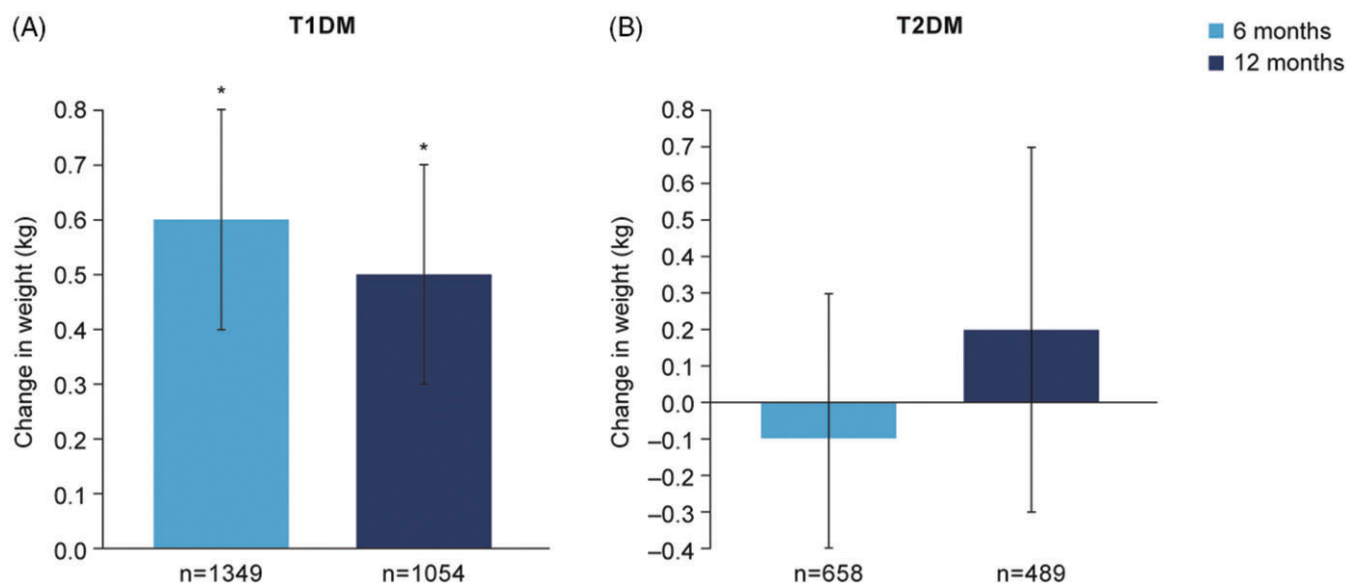 (A)
T1DM
Change in weight (kg)
0.8
0.7
0.6
0.5
0.4
0.3
0.2
0.1
0.0
*
*
n=1349
n=1054
(B)
T2DM
Change in weight (kg)
0.8
0.7
0.6
0.5
0.4
0.3
0.2
0.1
0.0
–0.1
–0.2
–0.3
–0.4
n=658
n=489
6 months
12 months